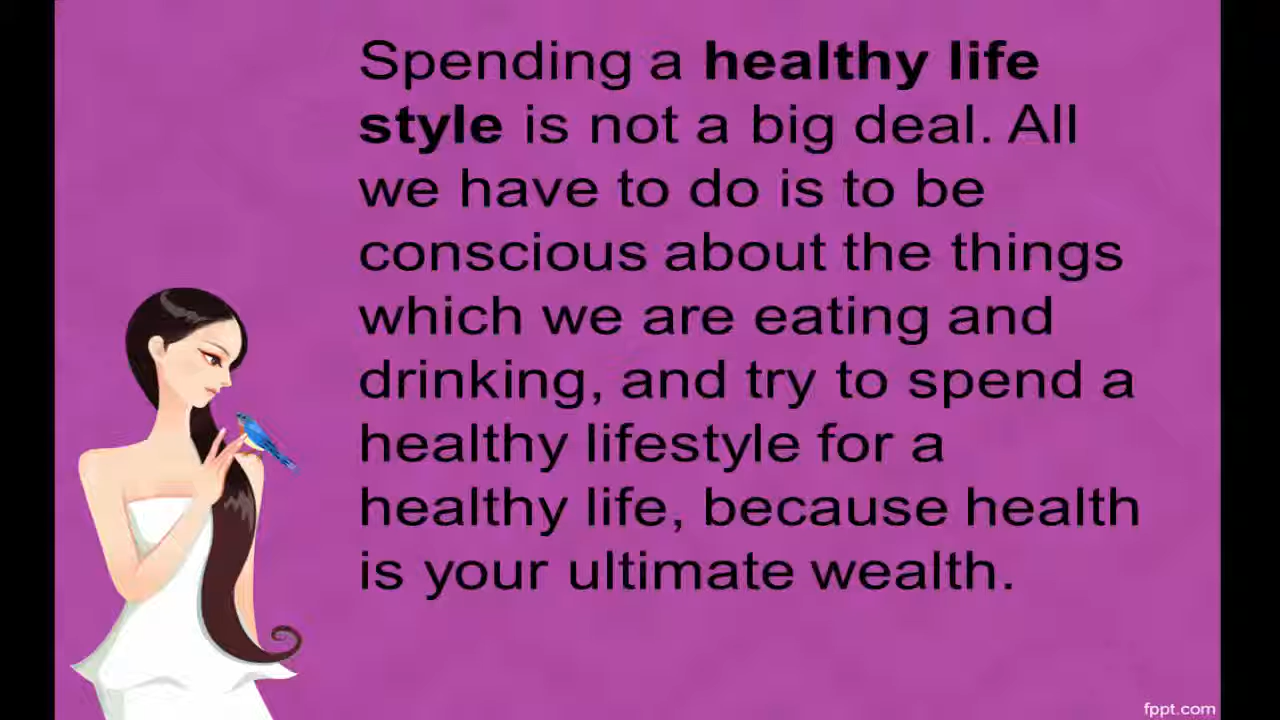 Spending a healthy life
style is not a big deal. All
we have to do is to be
conscious about the things
which we are eating and
drinking, and try to spend a
healthy lifestyle for a
healthy life, because health
is your ultimate wealth.
fppt.com